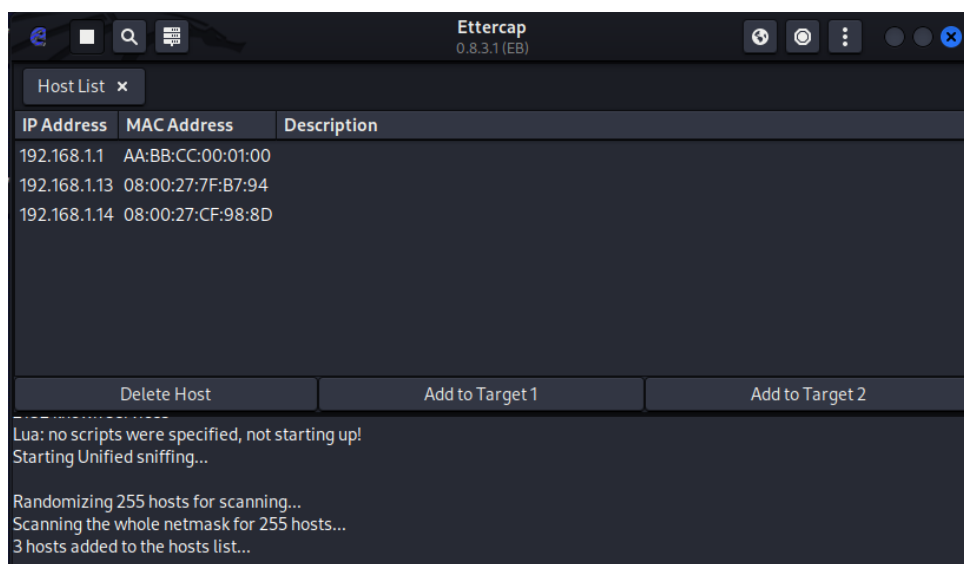 Ettercap
0.8.3.1 (EB)
Host List ×
IP Address MAC Address Description
192.168.1.1 AA:BB:CC:00:01:00
192.168.1.13 08:00:27:7F:B7:94
192.168.1.14 08:00:27:CF:98:8D
Delete Host Add to Target 1 Add to Target 2
Lua: no scripts were specified, not starting up!
Starting Unified sniffing...
Randomizing 255 hosts for scanning...
Scanning the whole netmask for 255 hosts...
3 hosts added to the hosts list...